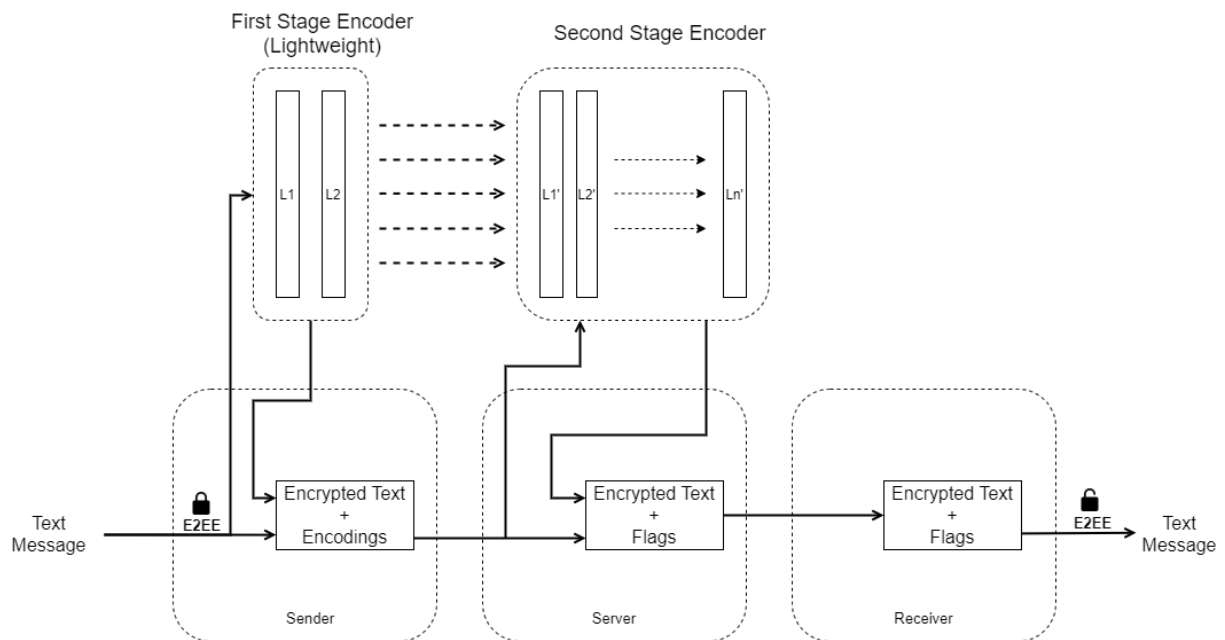 First Stage Encoder
(Lightweight)
Second Stage Encoder
L1
L2
L1'
L2'
Ln'
Text
Message
E2EE
Encrypted Text
+
Encodings
Encrypted Text
+
Flags
Encrypted Text
+
Flags
E2EE
Text
Message
Sender
Server
Receiver